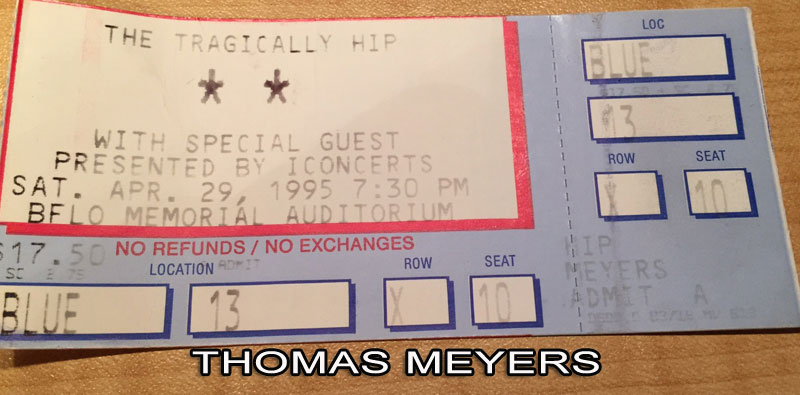 THE TRAGICALLY HIP
* *
WITH SPECIAL GUEST
PRESENTED BY ICONCERTS
SAT. APR. 29, 1995 7:30 PM
BFLO MEMORIAL AUDITORIUM
$17.50 NO REFUNDS / NO EXCHANGES
LOCATION ADMIT ROW SEAT
BLUE 13 X 10
LOC
BLUE
13
ROW SEAT
X 10
HIP
MEYERS
ADMIT A
THOMAS MEYERS